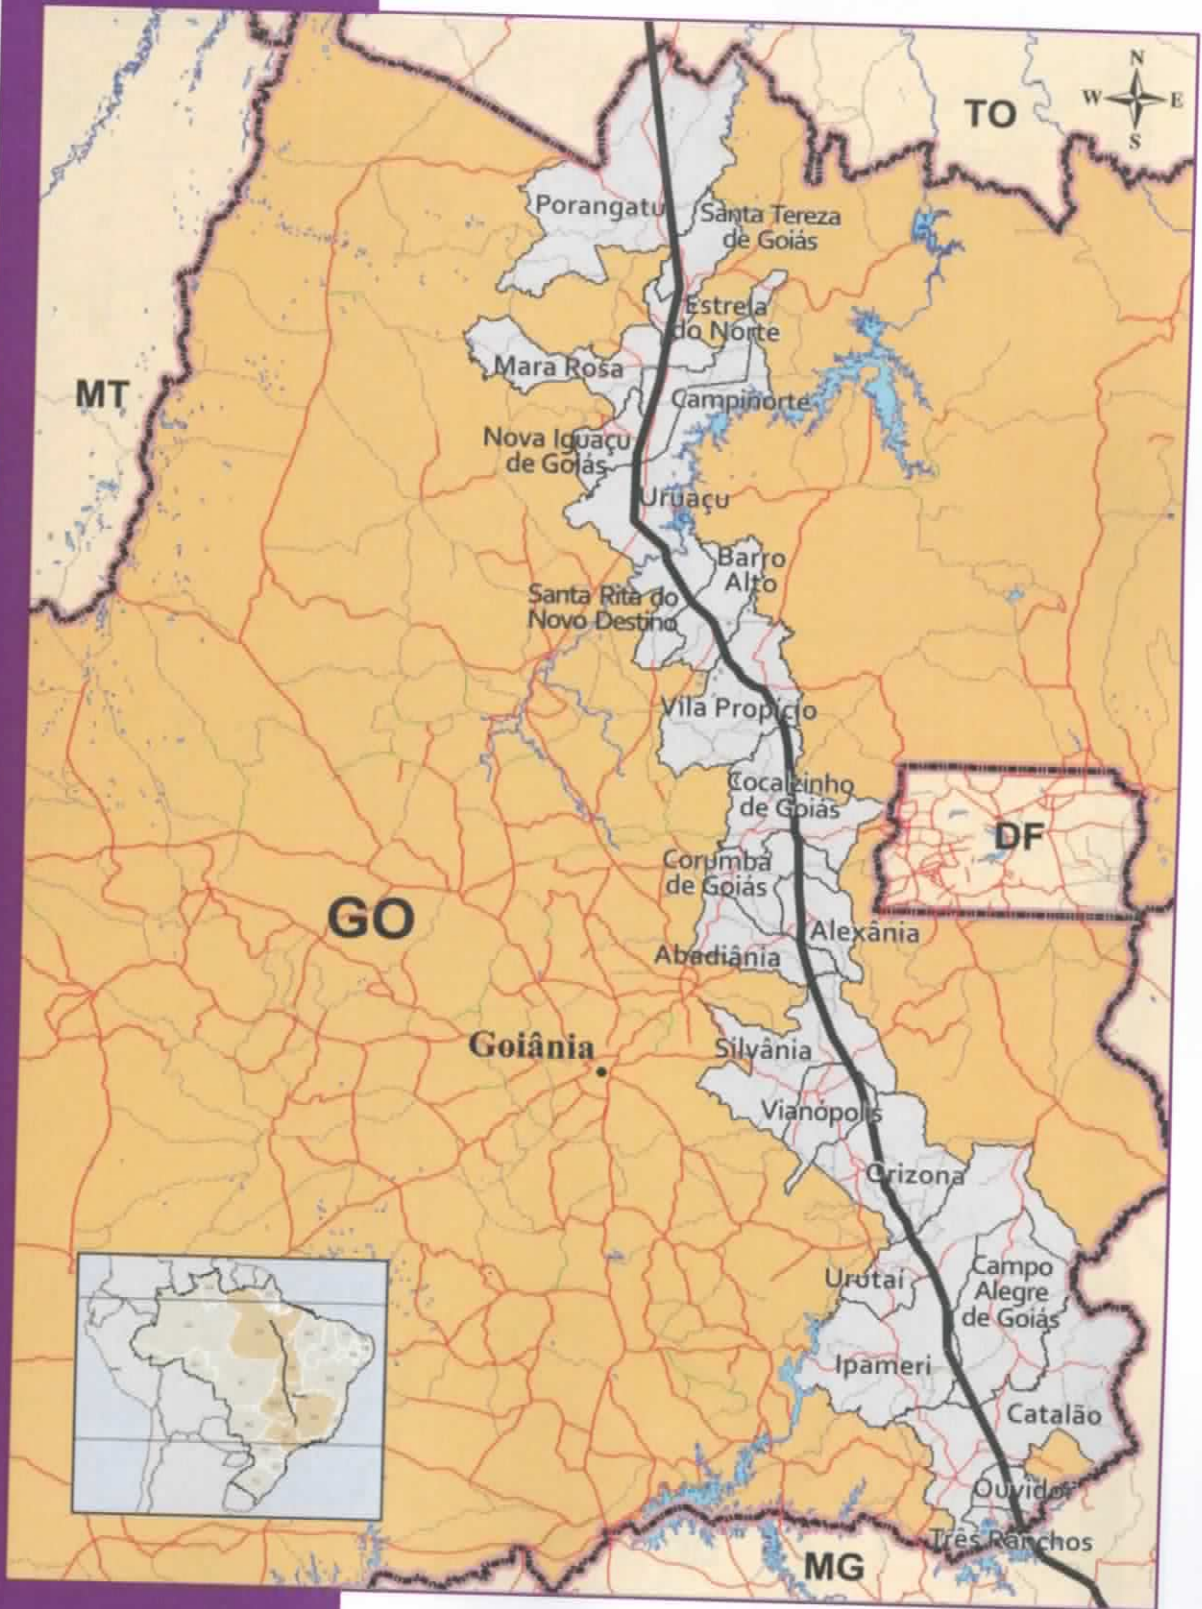 N
W
E
S
TO
Porangatu
Santa Tereza
de Goiás
Estrela
do Norte
Mara Rosa
MT
Campinorte
Nova Iguaçu
de Goiás
Uruaçu
Barro
Alto
Santa Rita do
Novo Destino
Vila Propício
Cocalzinho
de Goiás
DF
Corumbá
de Goiás
GO
Alexânia
Abadiânia
Goiânia
Silvânia
Vianópolis
Orizona
Urutaí
Campo
Alegre
de Goiás
Ipameri
Catalão
Ouvidor
Três Ranchos
MG